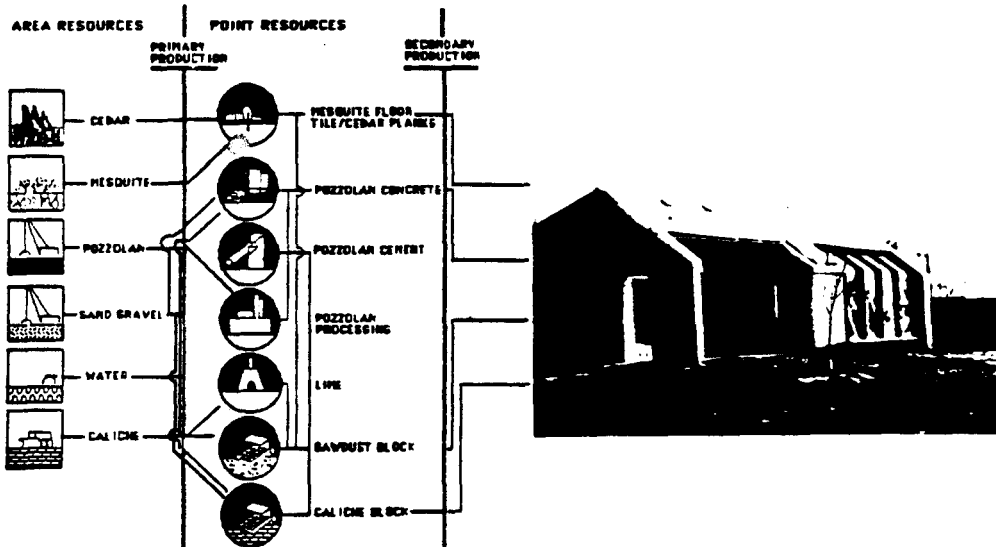 AREA RESOURCES
POINT RESOURCES
PRIMARY
PRODUCTION
SECONDARY
PRODUCTION
CEDAR
MESQUITE
POZZOLAN
SAND GRAVEL
WATER
CALICHE
MESQUITE FLOOR
TILE/CEDAR PLANKS
POZZOLAN CONCRETE
POZZOLAN CEMENT
POZZOLAN
PROCESSING
LIME
SAWDUST BLOCK
CALICHE BLOCK